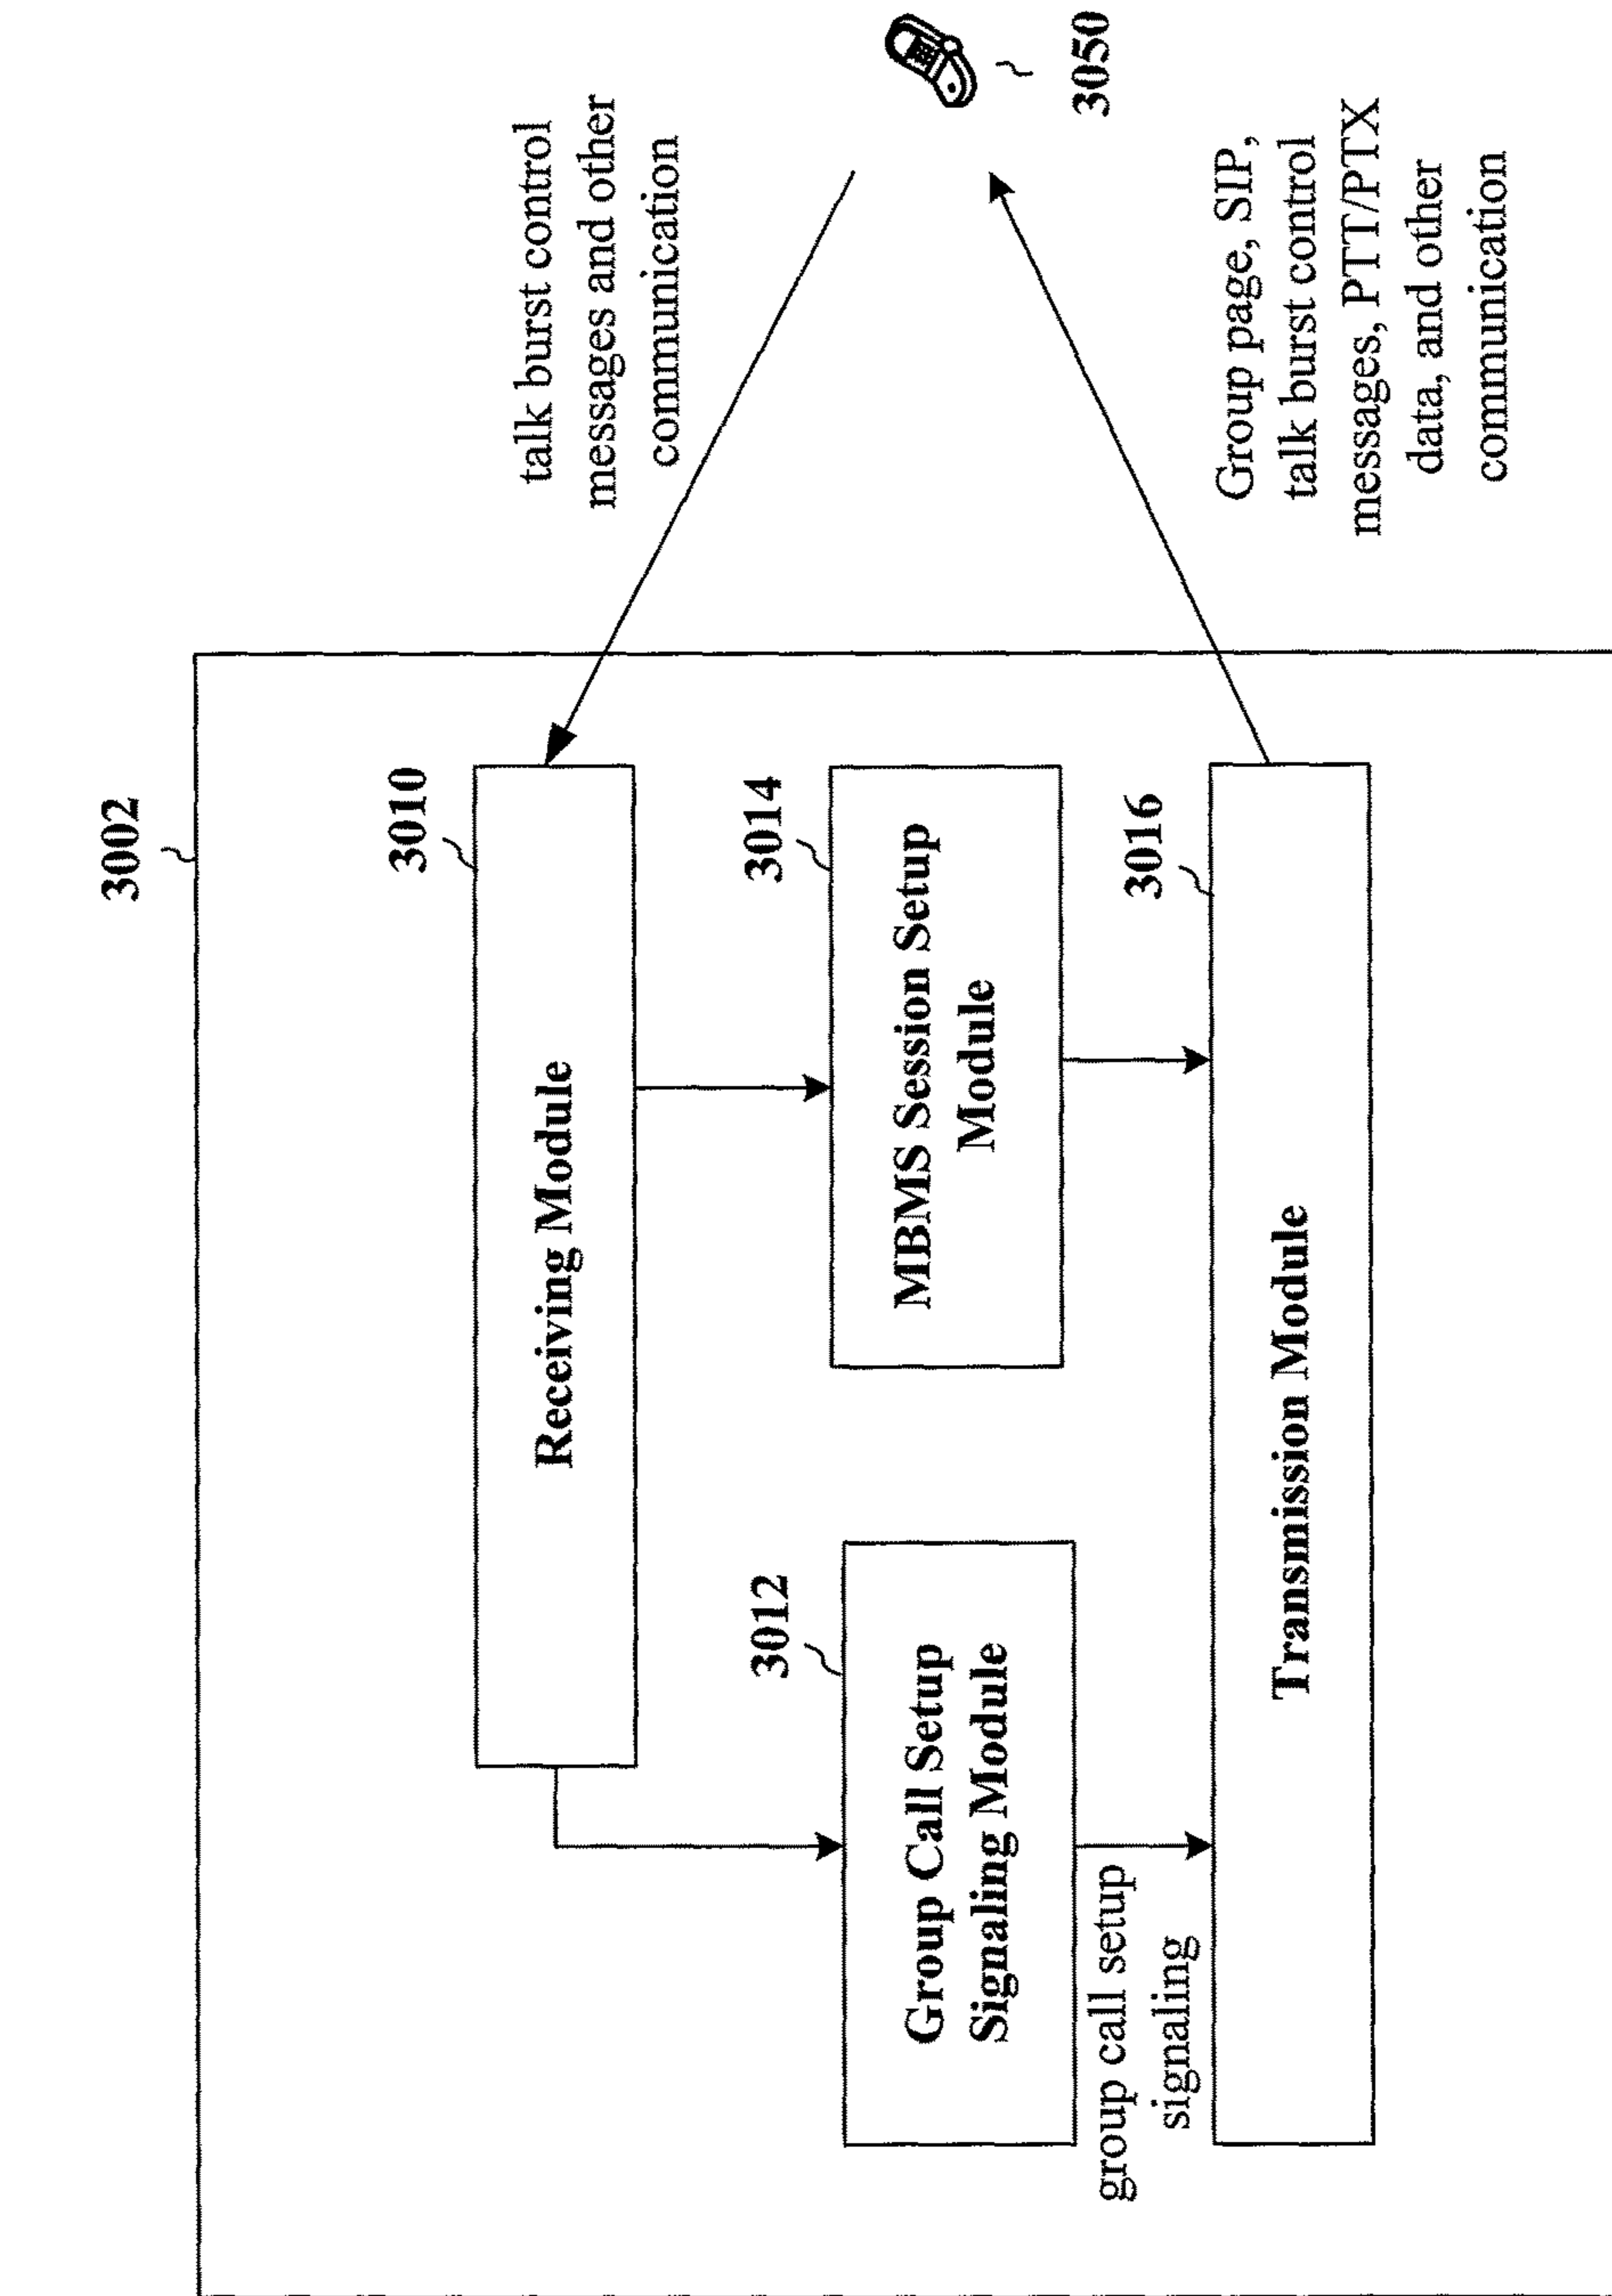 3002
3010
Receiving Module
talk burst control
messages and other
communication
3012
Group Call Setup
Signaling Module
3014
MBMS Session Setup
Module
3050
group call setup
signaling
3016
Transmission Module
Group page, SIP,
talk burst control
messages, PTT/PTX
data, and other
communication